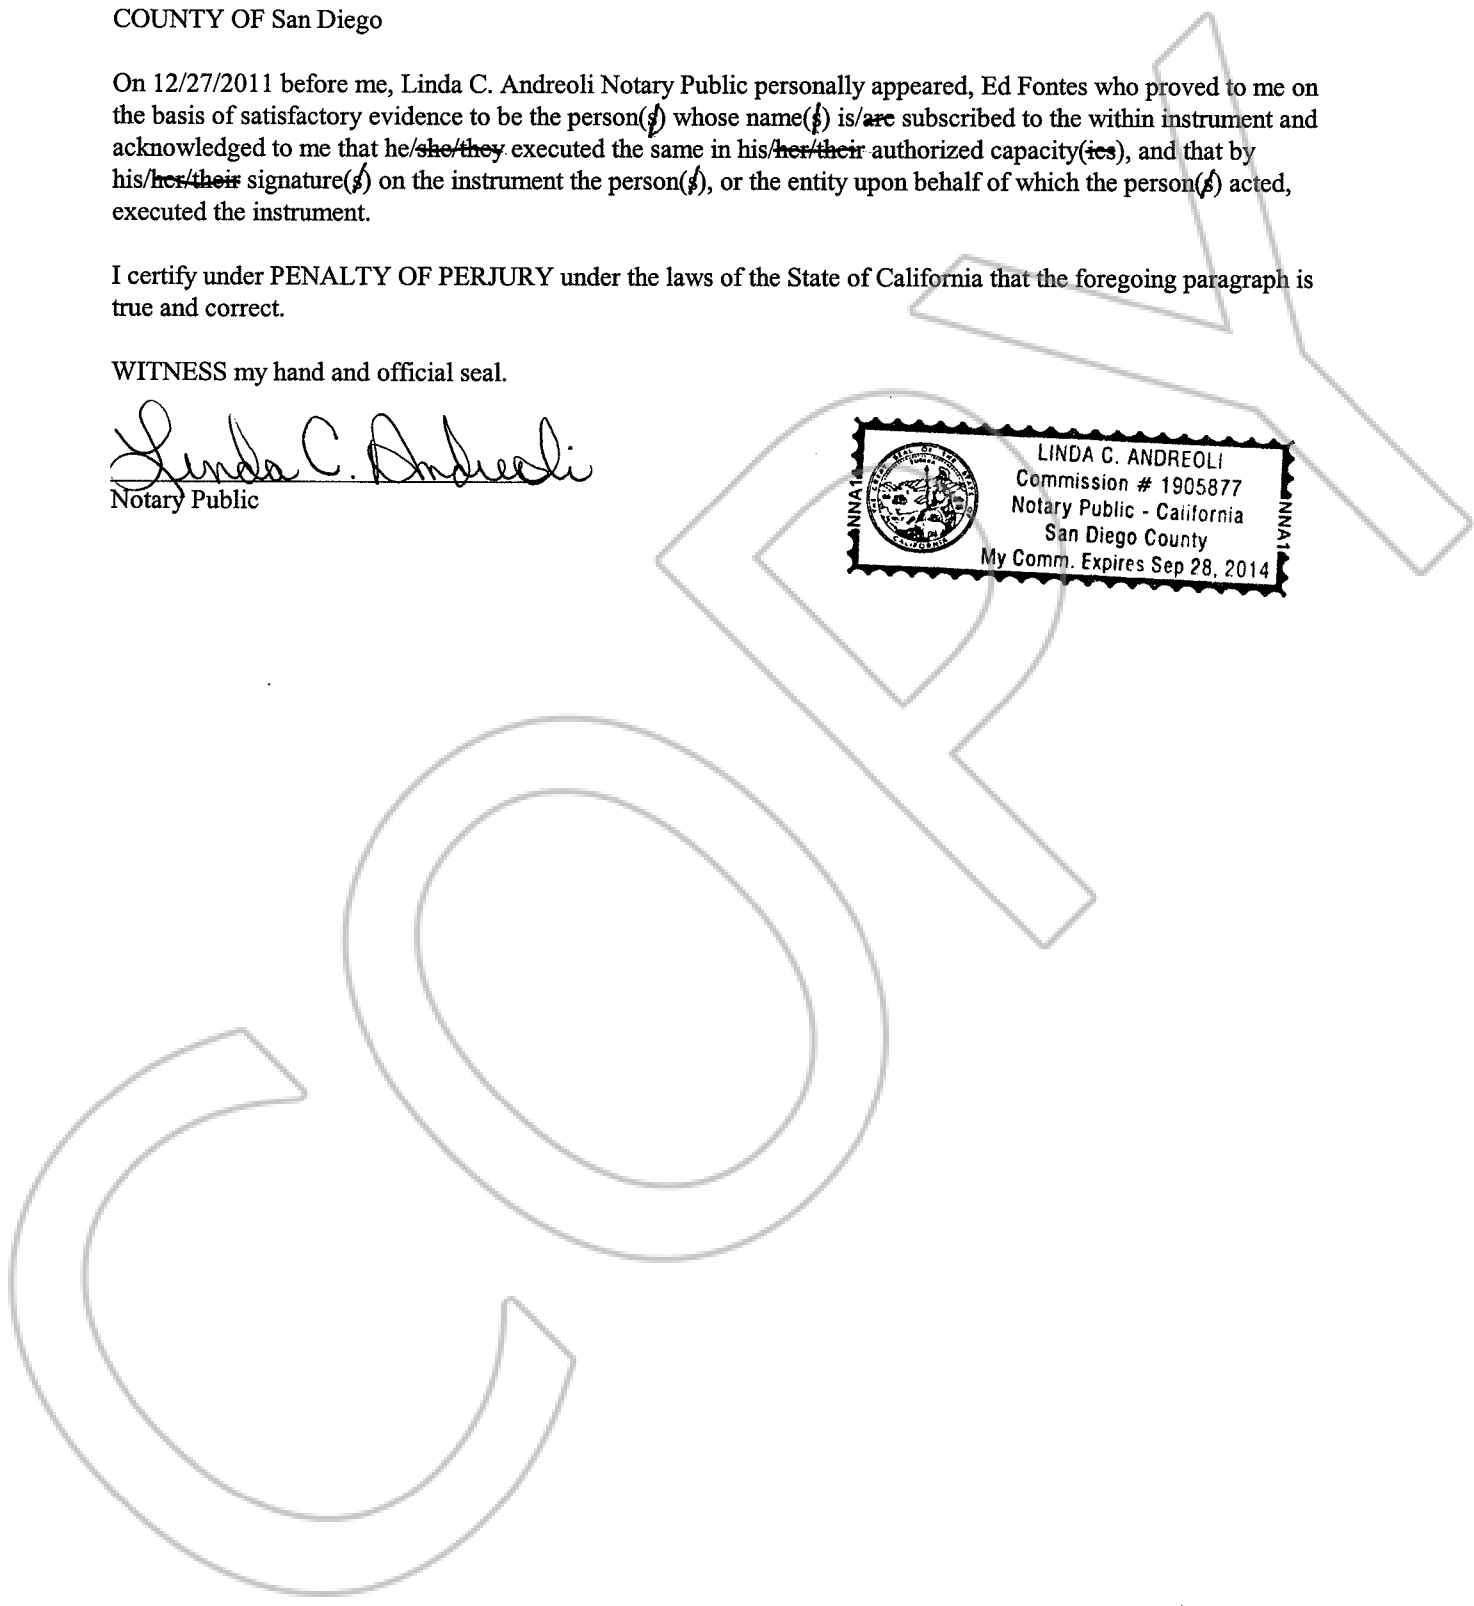 COUNTY OF San Diego
On 12/27/2011 before me, Linda C. Andreoli Notary Public personally appeared, Ed Fontes who proved to me on
the basis of satisfactory evidence to be the person(s) whose name(s) is/are subscribed to the within instrument and
acknowledged to me that he/she/they executed the same in his/her/their authorized capacity(ies), and that by
his/her/their signature(s) on the instrument the person(s), or the entity upon behalf of which the person(s) acted,
executed the instrument.
I certify under PENALTY OF PERJURY under the laws of the State of California that the foregoing paragraph is
true and correct.
WITNESS my hand and official seal.
Linda C. Andreoli
Notary Public
NNA1
LINDA C. ANDREOLI
Commission # 1905877
Notary Public - California
San Diego County
My Comm. Expires Sep 28, 2014
NNA1
COPY